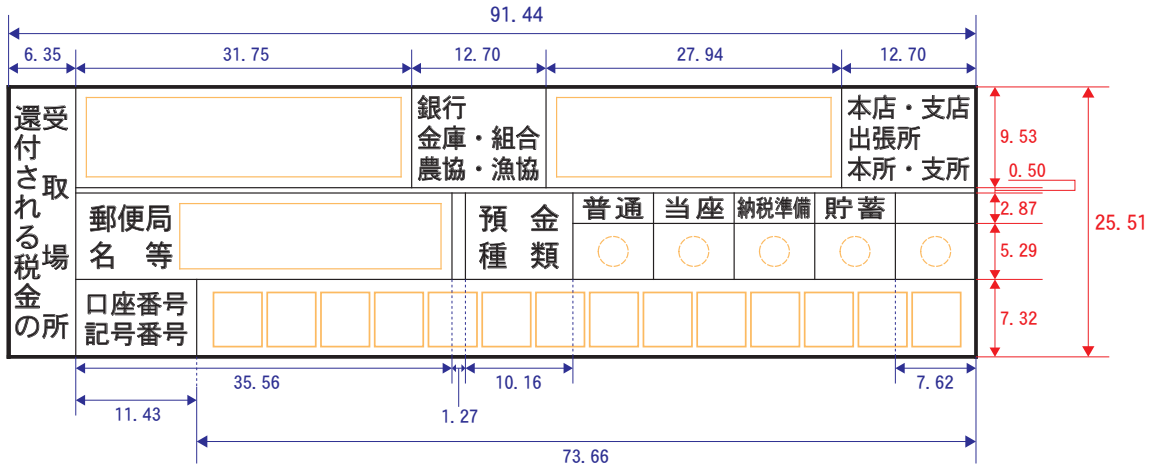 91.44
6.35
31.75
12.70
27.94
12.70
還付される税金の
受取場所
銀行
金庫・組合
農協・漁協
本店・支店
出張所
本所・支所
9.53
0.50
郵便局
名等
預金
種類
普通
当座
納税準備
貯蓄
2.87
5.29
25.51
口座番号
記号番号
7.32
35.56
10.16
7.62
11.43
1.27
73.66